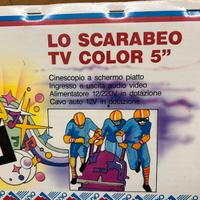 LO SCARABEO
TV COLOR 5”
Cinescopio a schermo piatto
Ingresso e uscita audio video
Alimentatore 12/220V in dotazione
Cavo auto 12V in dotazione